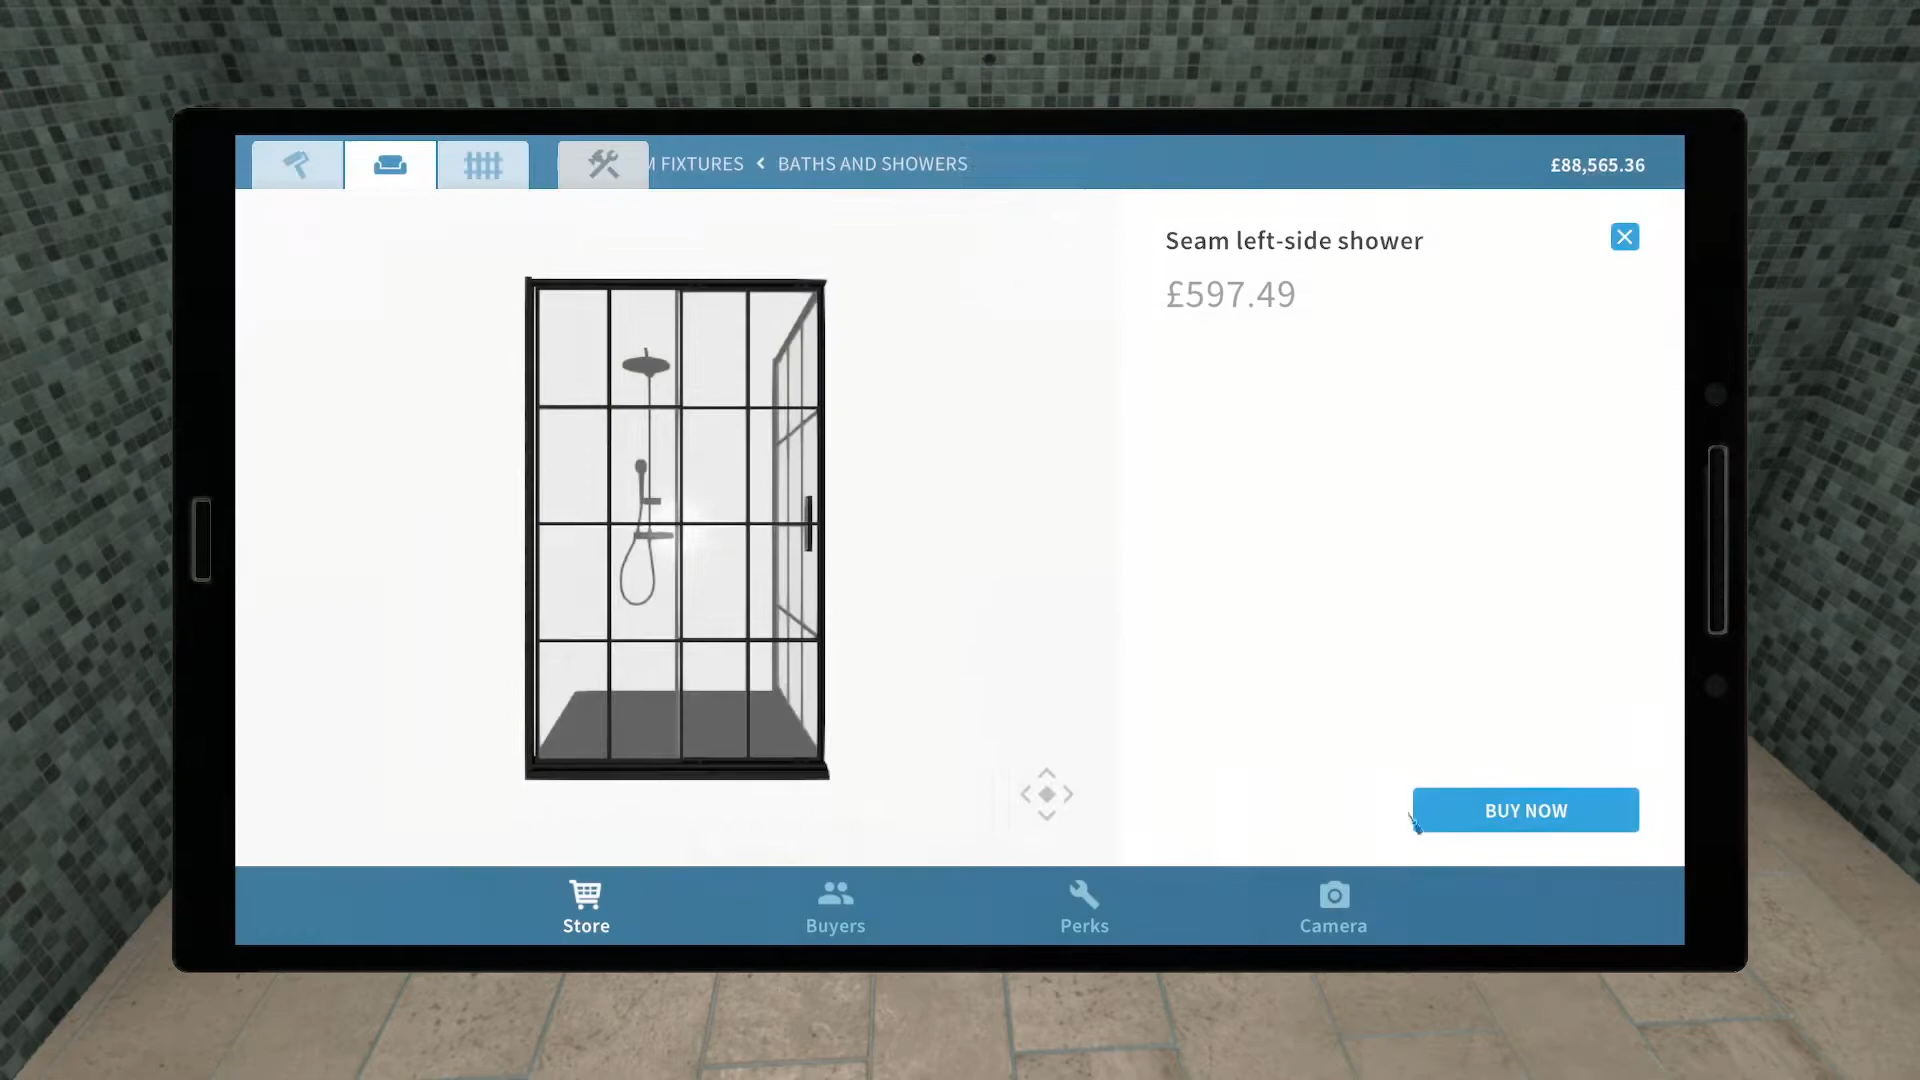 M FIXTURES < BATHS AND SHOWERS
£88,565.36
Seam left-side shower
£597.49
BUY NOW
Store
Buyers
Perks
Camera